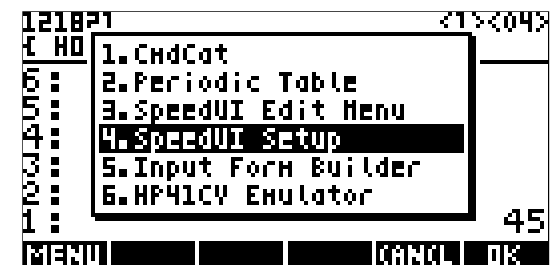 121871 <1><04>
{ HO
1.CmdCat
6: 2.Periodic Table
5: 3.SpeedUI Edit Menu
4: 4.SpeedUI Setup
3: 5.Input Form Builder
2: 6.HP41CV Emulator
1: 45
MENU CANCL OK